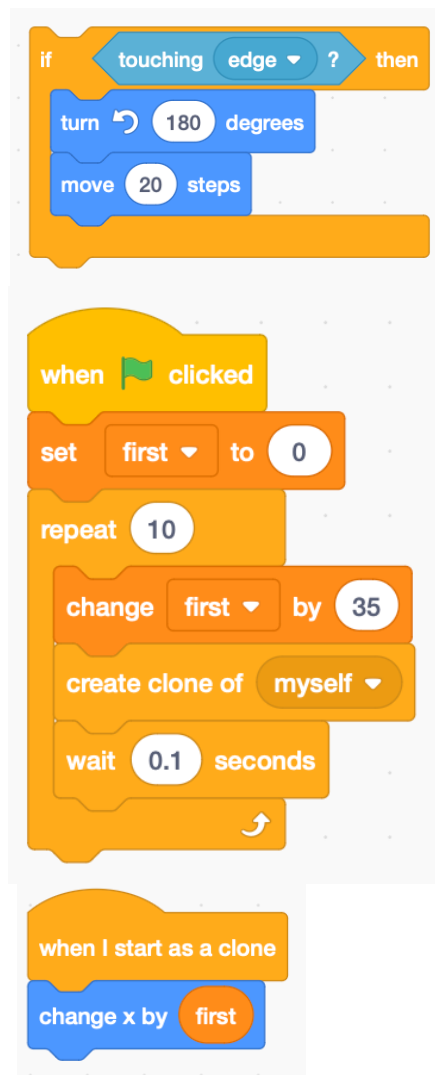 if touching edge ? then
turn 180 degrees
move 20 steps
when clicked
set first to 0
repeat 10
change first by 35
create clone of myself
wait 0.1 seconds
when I start as a clone
change x by first